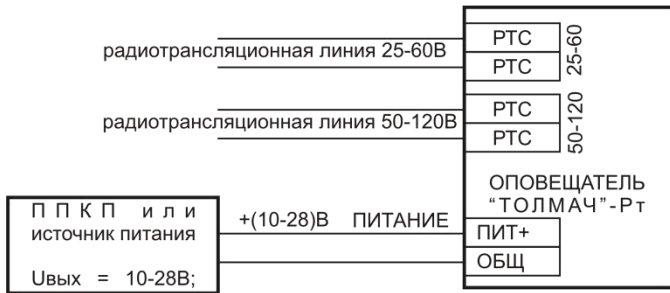 радиотрансляционная линия 25-60В
РТС
РТС
25-60
радиотрансляционная линия 50-120В
РТС
РТС
50-120
ОПОВЕЩАТЕЛЬ
“ТОЛМАЧ”-Рт
ППКП или
источник питания
Uвых = 10-28В;
+(10-28)В ПИТАНИЕ
ПИТ+
ОБЩ